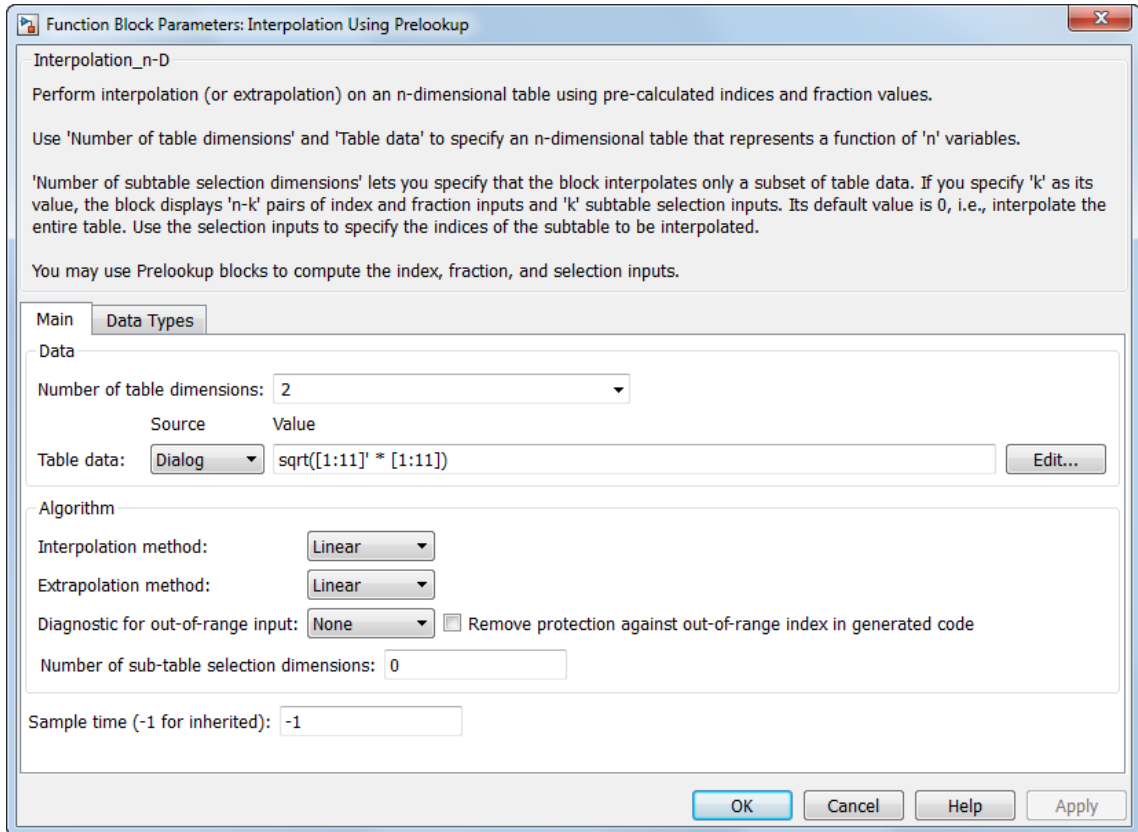 Function Block Parameters: Interpolation Using Prelookup
Interpolation_n-D
Perform interpolation (or extrapolation) on an n-dimensional table using pre-calculated indices and fraction values.
Use 'Number of table dimensions' and 'Table data' to specify an n-dimensional table that represents a function of 'n' variables.
'Number of subtable selection dimensions' lets you specify that the block interpolates only a subset of table data. If you specify 'k' as its
value, the block displays 'n-k' pairs of index and fraction inputs and 'k' subtable selection inputs. Its default value is 0, i.e., interpolate the
entire table. Use the selection inputs to specify the indices of the subtable to be interpolated.
You may use Prelookup blocks to compute the index, fraction, and selection inputs.
Main Data Types
Data
Number of table dimensions: 2
Source Value
Table data: Dialog sqrt([1:11]' * [1:11]) Edit...
Algorithm
Interpolation method: Linear
Extrapolation method: Linear
Diagnostic for out-of-range input: None Remove protection against out-of-range index in generated code
Number of sub-table selection dimensions: 0
Sample time (-1 for inherited): -1
OK Cancel Help Apply